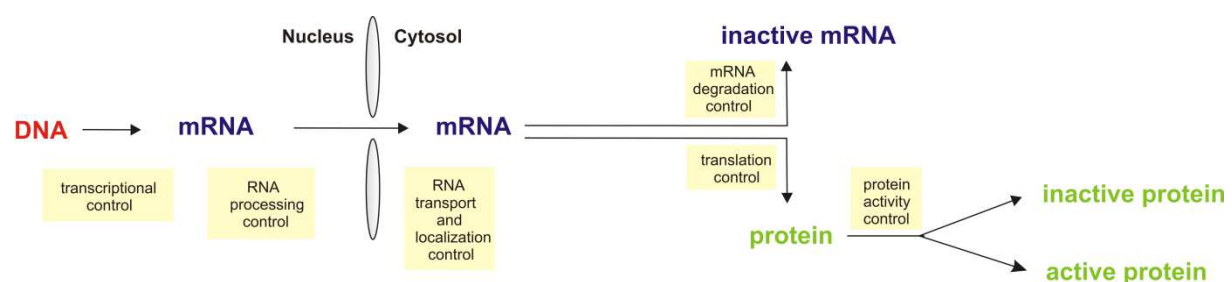 Nucleus
Cytosol
inactive mRNA
mRNA
degradation
control
DNA
mRNA
mRNA
transcriptional
control
RNA
processing
control
RNA
transport
and
localization
control
translation
control
protein
activity
control
protein
inactive protein
active protein